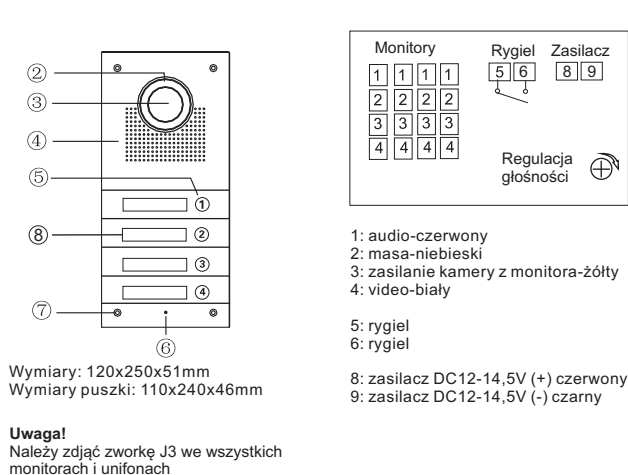 ②
③
④
⑤
⑧
⑦
⑥
①
②
③
④
Wymiary: 120x250x51mm
Wymiary puszki: 110x240x46mm
Uwaga!
Należy zdjąć zworkę J3 we wszystkich
monitorach i unifonach
Monitory Rygiel Zasilacz
1 1 1 1 5 6 8 9
2 2 2 2
3 3 3 3
4 4 4 4
Regulacja
głośności
1: audio-czerwony
2: masa-niebieski
3: zasilanie kamery z monitora-żółty
4: video-biały
5: rygiel
6: rygiel
8: zasilacz DC12-14,5V (+) czerwony
9: zasilacz DC12-14,5V (-) czarny